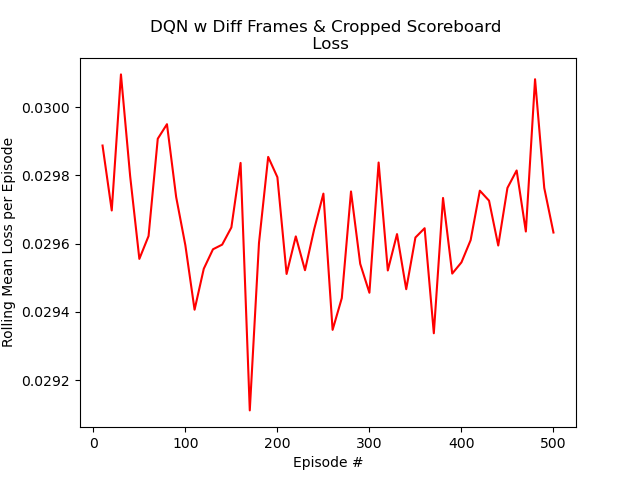 DQN w Diff Frames & Cropped Scoreboard
Loss
0.0300
0.0298
0.0296
0.0294
0.0292
Rolling Mean Loss per Episode
0
100
200
300
400
500
Episode #